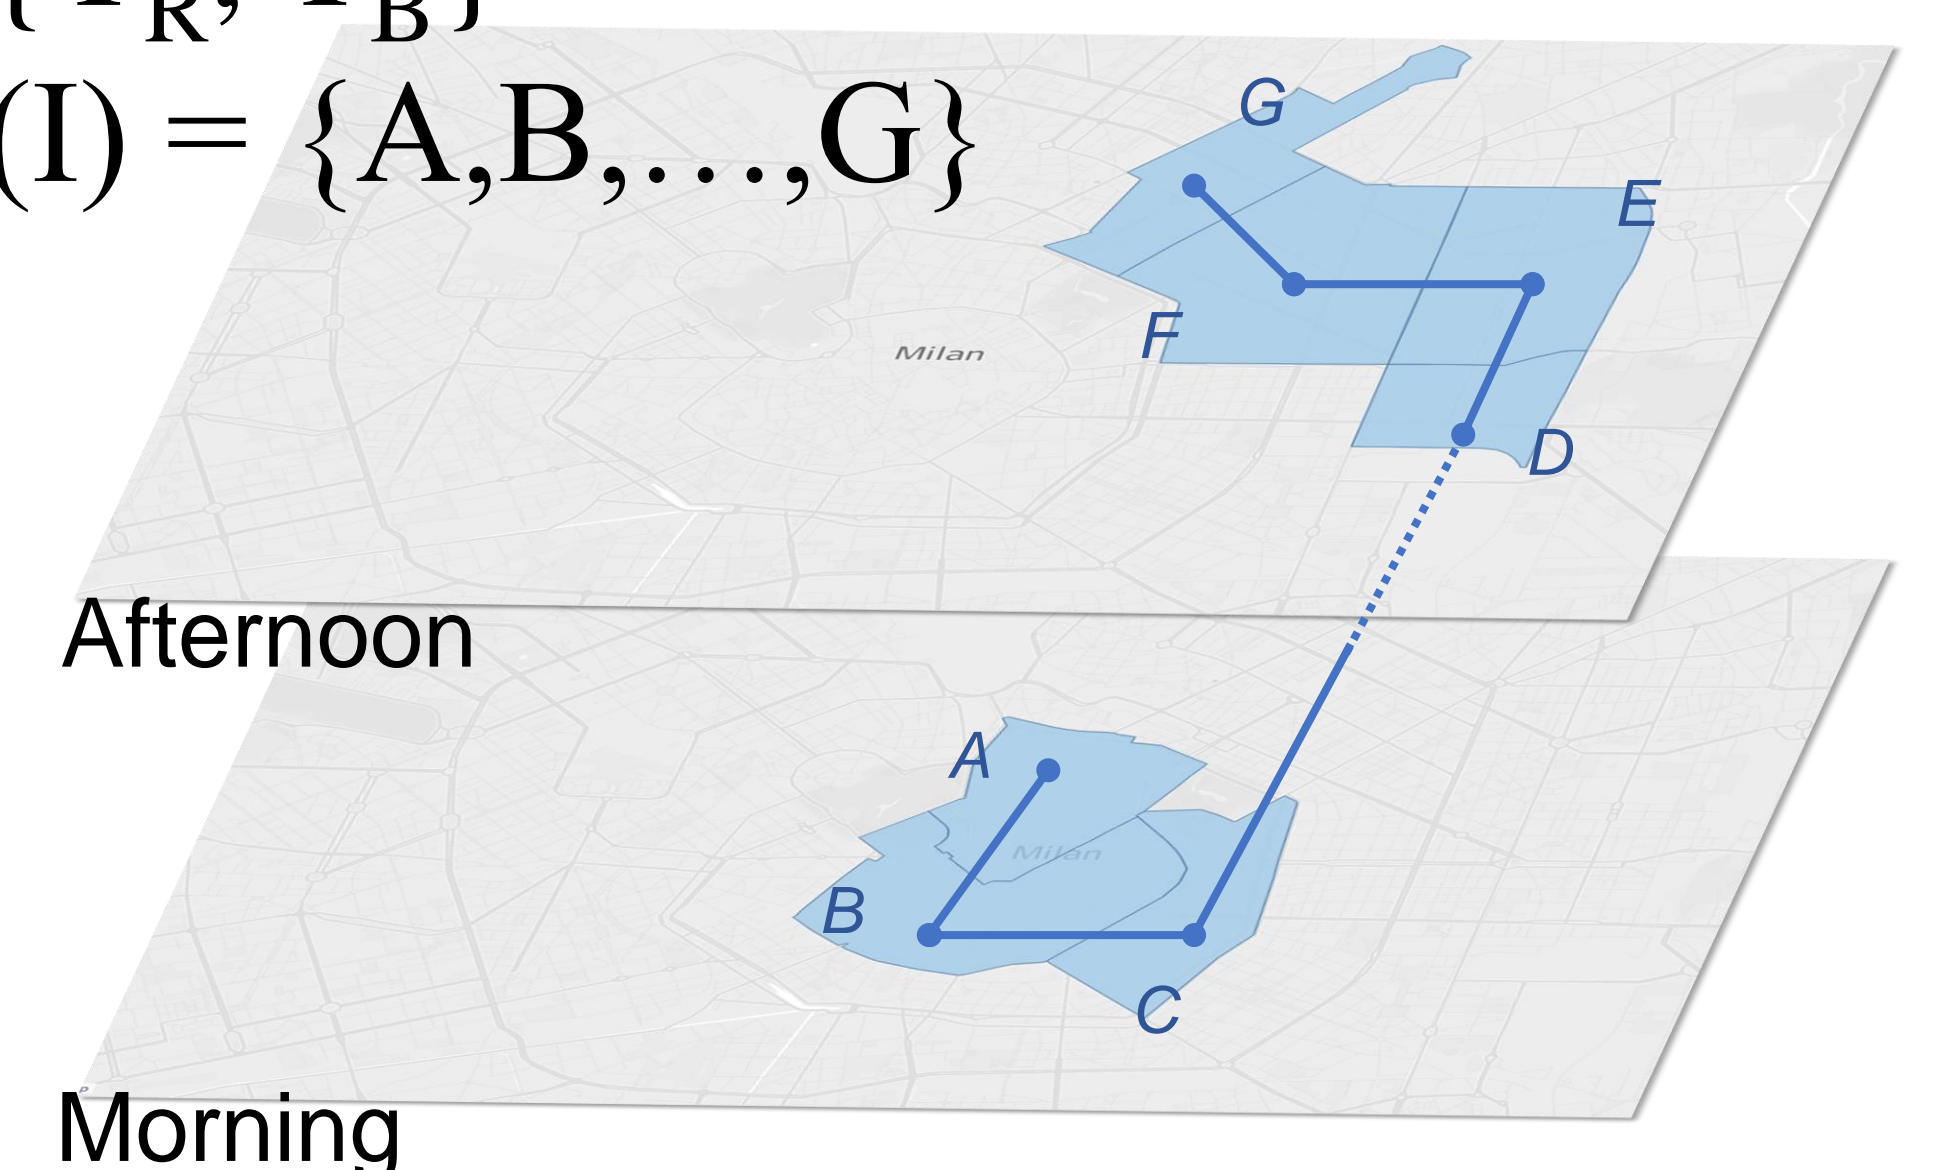 (I) = {A,B,…,G}
G
E
F
Milan
D
Afternoon
A
Milan
B
C
Morning